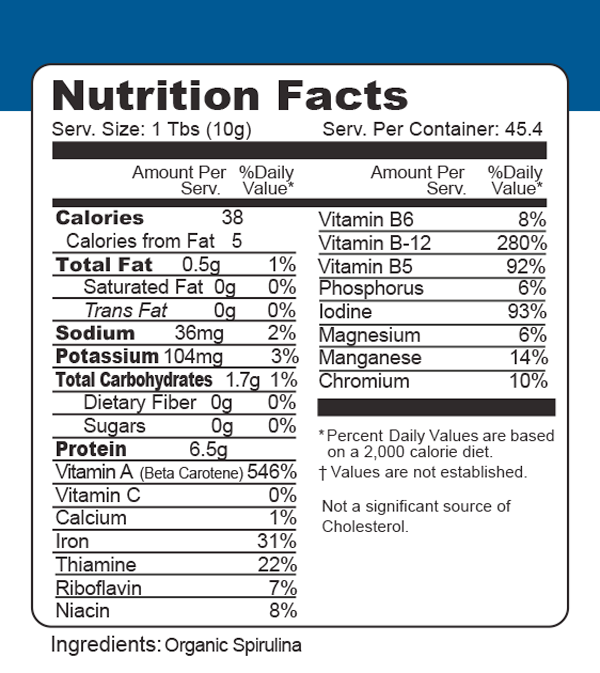 Nutrition Facts
Serv. Size: 1 Tbs (10g) Serv. Per Container: 45.4
Amount Per %Daily
Serv. Value*
Calories 38
Calories from Fat 5
Total Fat 0.5g 1%
Saturated Fat 0g 0%
Trans Fat 0g 0%
Sodium 36mg 2%
Potassium 104mg 3%
Total Carbohydrates 1.7g 1%
Dietary Fiber 0g 0%
Sugars 0g 0%
Protein 6.5g
Vitamin A (Beta Carotene) 546%
Vitamin C 0%
Calcium 1%
Iron 31%
Thiamine 22%
Riboflavin 7%
Niacin 8%
Amount Per %Daily
Serv. Value*
Vitamin B6 8%
Vitamin B-12 280%
Vitamin B5 92%
Phosphorus 6%
Iodine 93%
Magnesium 6%
Manganese 14%
Chromium 10%
*Percent Daily Values are based
on a 2,000 calorie diet.
† Values are not established.
Not a significant source of
Cholesterol.
Ingredients: Organic Spirulina